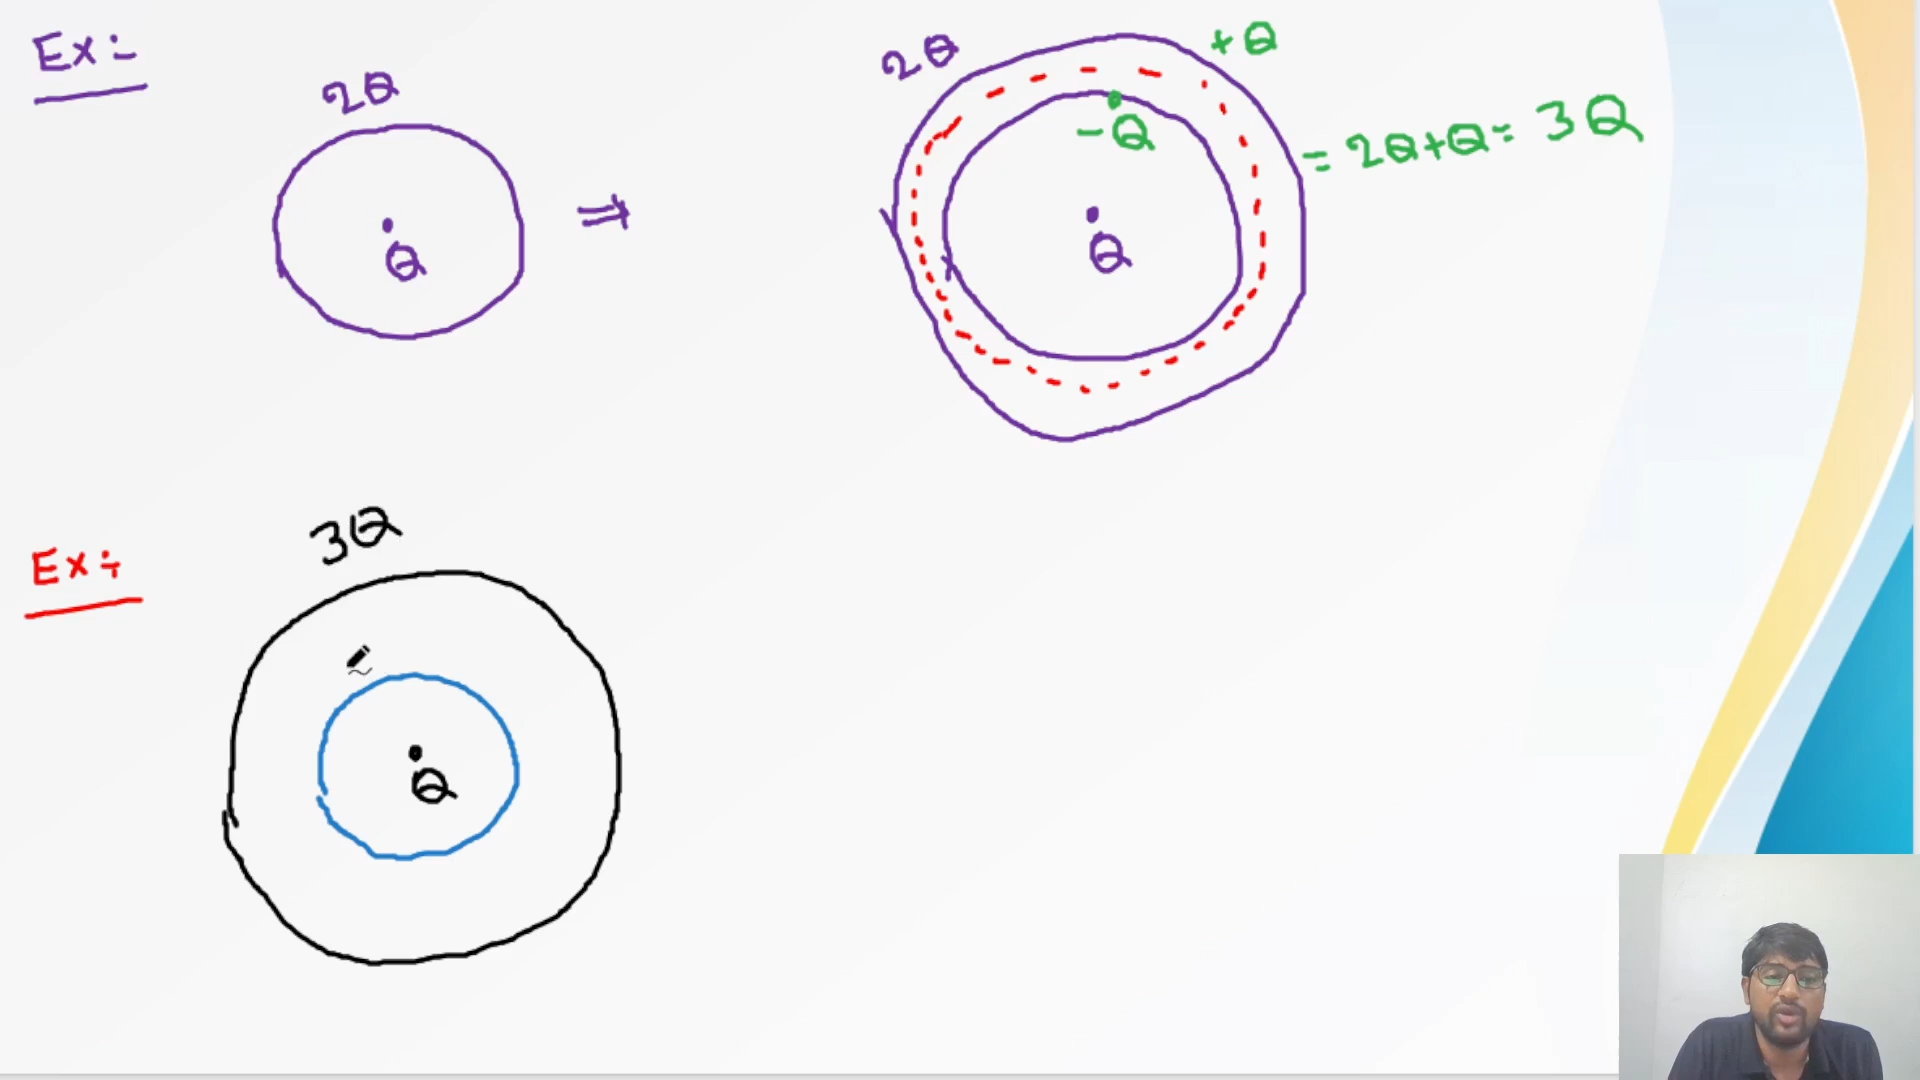 Ex:-
2Q
Q
⇒
2Q
+Q
-Q
Q
= 2Q+Q= 3Q
Ex:-
3Q
Q